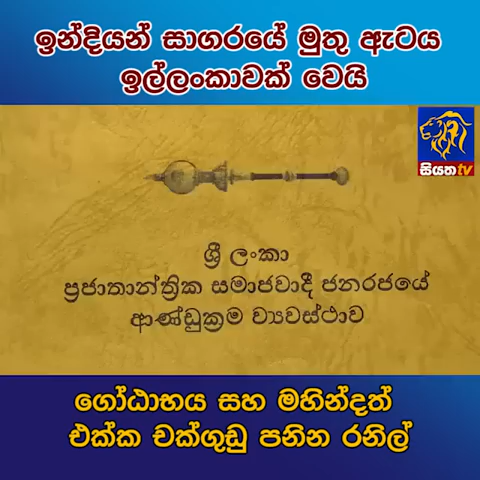 ඉන්දියන් සාගරයේ මුතු ඇටය
ඉල්ලංකාවක් වෙයි
සියත tv
ශ්‍රී ලංකා
ප්‍රජාතාන්ත්‍රික සමාජවාදී ජනරජයේ
ආණ්ඩුක්‍රම ව්‍යවස්ථාව
ගෝඨාභය සහ මහින්දත්
එක්ක චක්ගුඩු පනින රනිල්